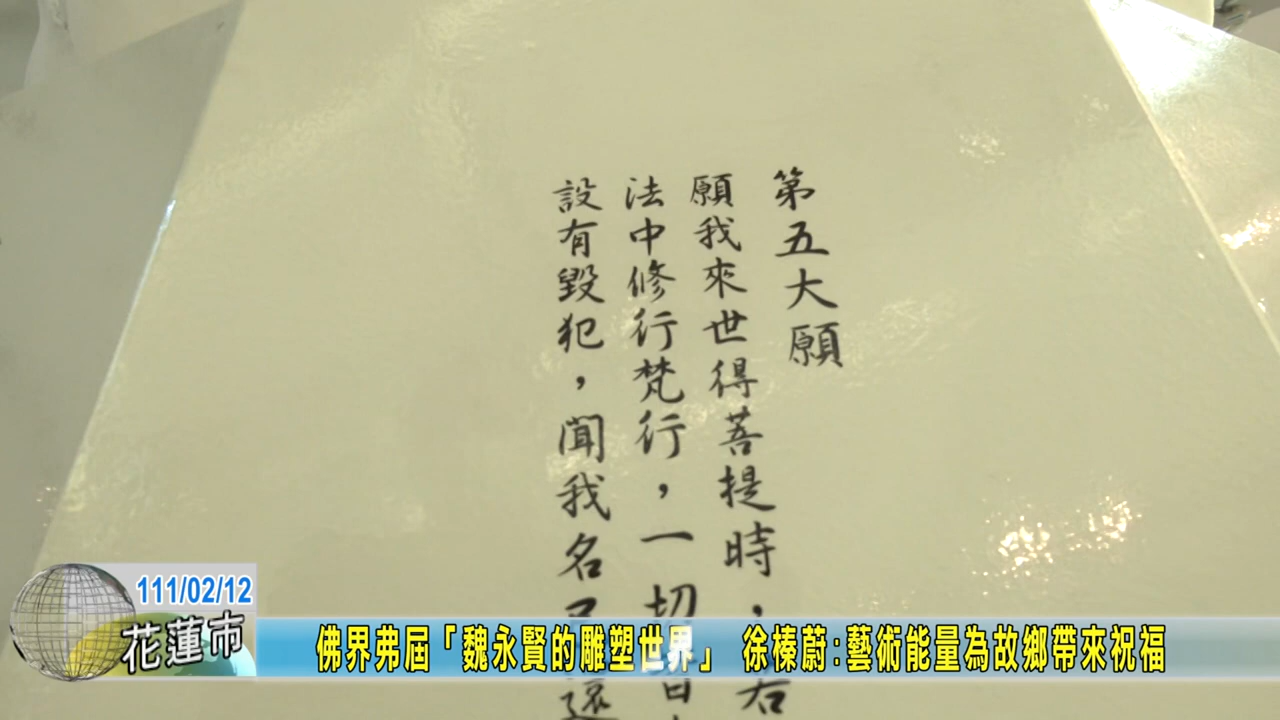 第五大願
願我來世得菩提時，
法中修行梵行，一切
設有毀犯，聞我名
111/02/12
花蓮市
佛界弗屆「魏永賢的雕塑世界」 徐榛蔚:藝術能量為故鄉帶來祝福